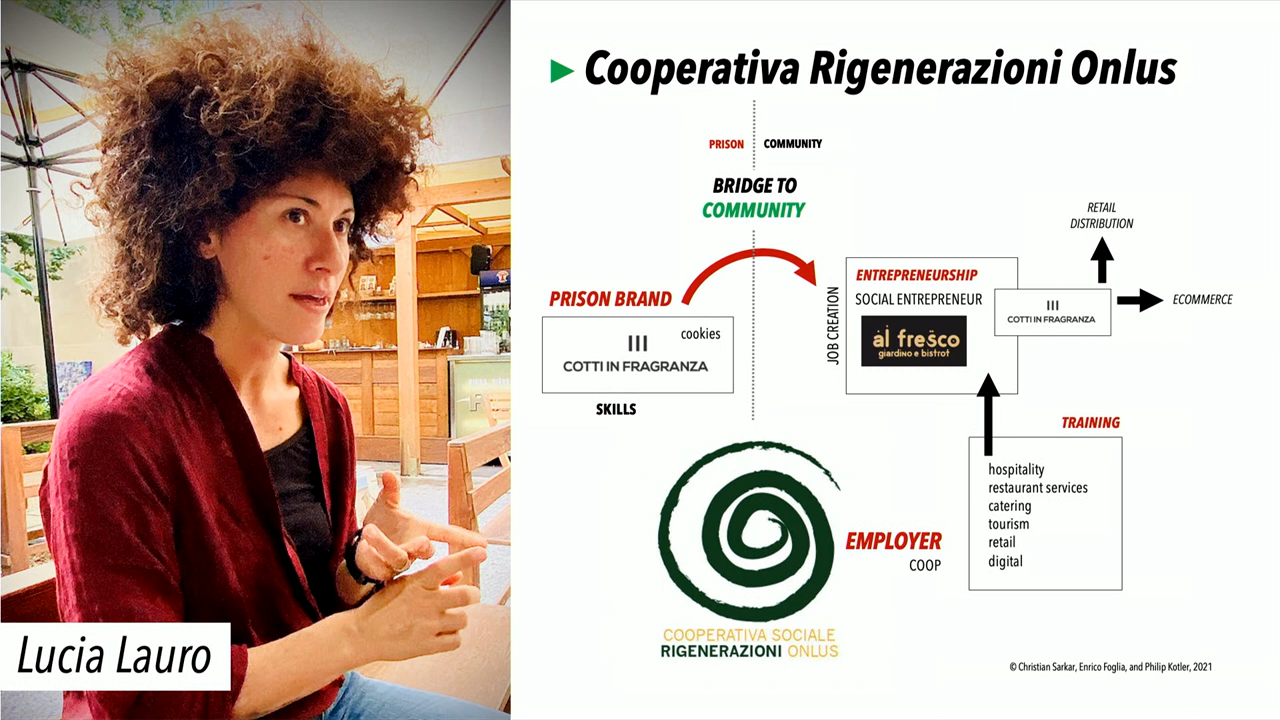 Cooperativa Rigenerazioni Onlus
PRISON
COMMUNITY
BRIDGE TO
COMMUNITY
PRISON BRAND
cookies
COTTI IN FRAGRANZA
SKILLS
JOB CREATION
ENTREPRENEURSHIP
SOCIAL ENTREPRENEUR
al fresco
giardino e bistrot
COTTI IN FRAGRANZA
RETAIL
DISTRIBUTION
ECOMMERCE
TRAINING
hospitality
restaurant services
catering
tourism
retail
digital
EMPLOYER
COOP
COOPERATIVA SOCIALE
RIGENERAZIONI ONLUS
Lucia Lauro
© Christian Sarkar, Enrico Foglia, and Philip Kotler, 2021